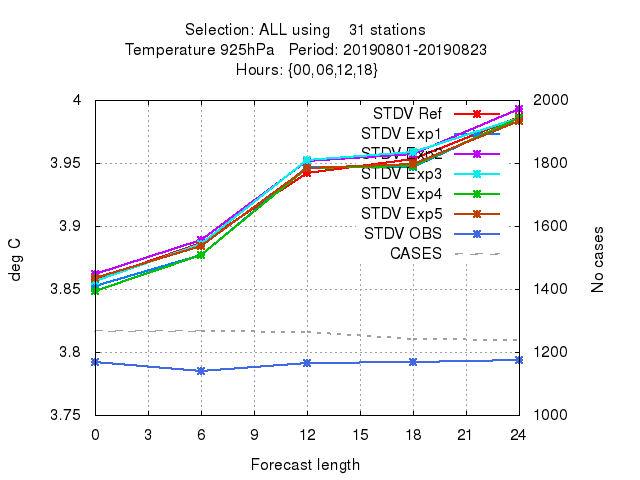 Selection: ALL using 31 stations
Temperature 925hPa Period: 20190801-20190823
Hours: {00,06,12,18}
4
3.95
3.9
3.85
3.8
3.75
deg C
2000
1800
1600
1400
1200
1000
No cases
STDV Ref
STDV Exp1
STDV Exp2
STDV Exp3
STDV Exp4
STDV Exp5
STDV OBS
CASES
0 3 6 9 12 15 18 21 24
Forecast length